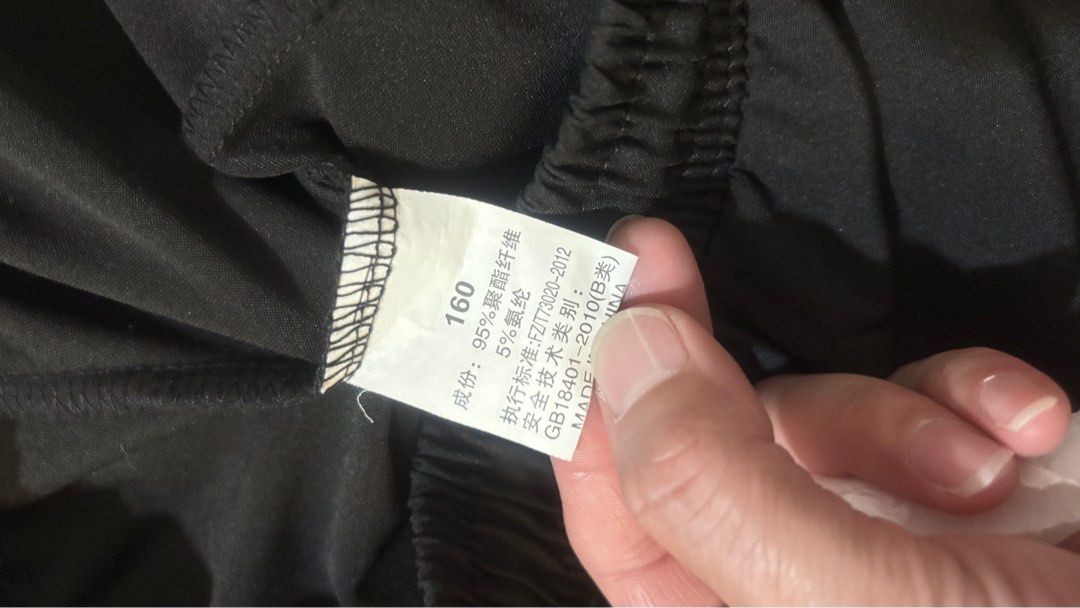 160
成份：95%聚酯纤维
5%氨纶
执行标准:FZ/T73020-2012
安全技术类别：
GB18401-2010(B类)
MADE